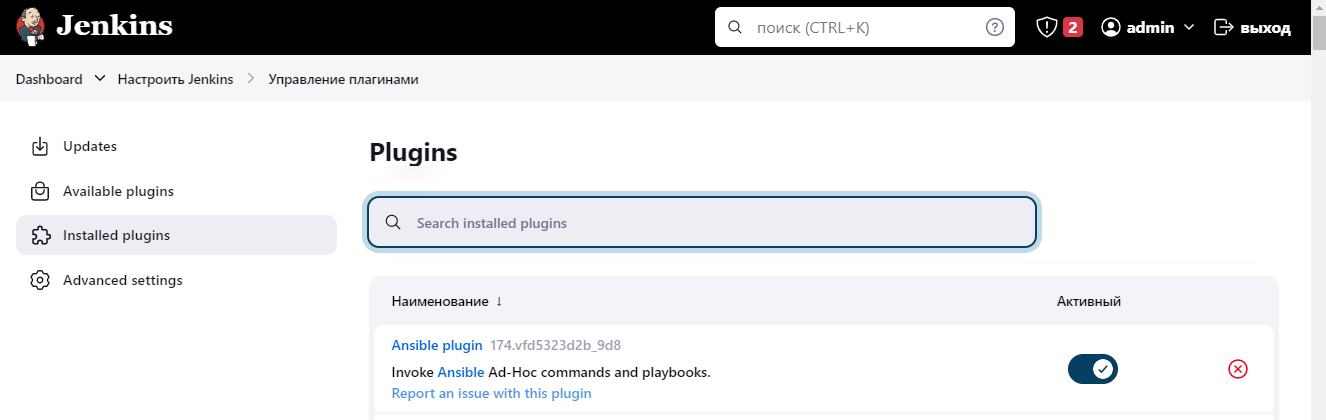 Jenkins
поиск (CTRL+K)
?
2
admin
выход
Dashboard
Настроить Jenkins
Управление плагинами
Updates
Available plugins
Installed plugins
Advanced settings
Plugins
Search installed plugins
Наименование ↓
Активный
Ansible plugin 174.vfd5323d2b_9d8
Invoke Ansible Ad-Hoc commands and playbooks.
Report an issue with this plugin